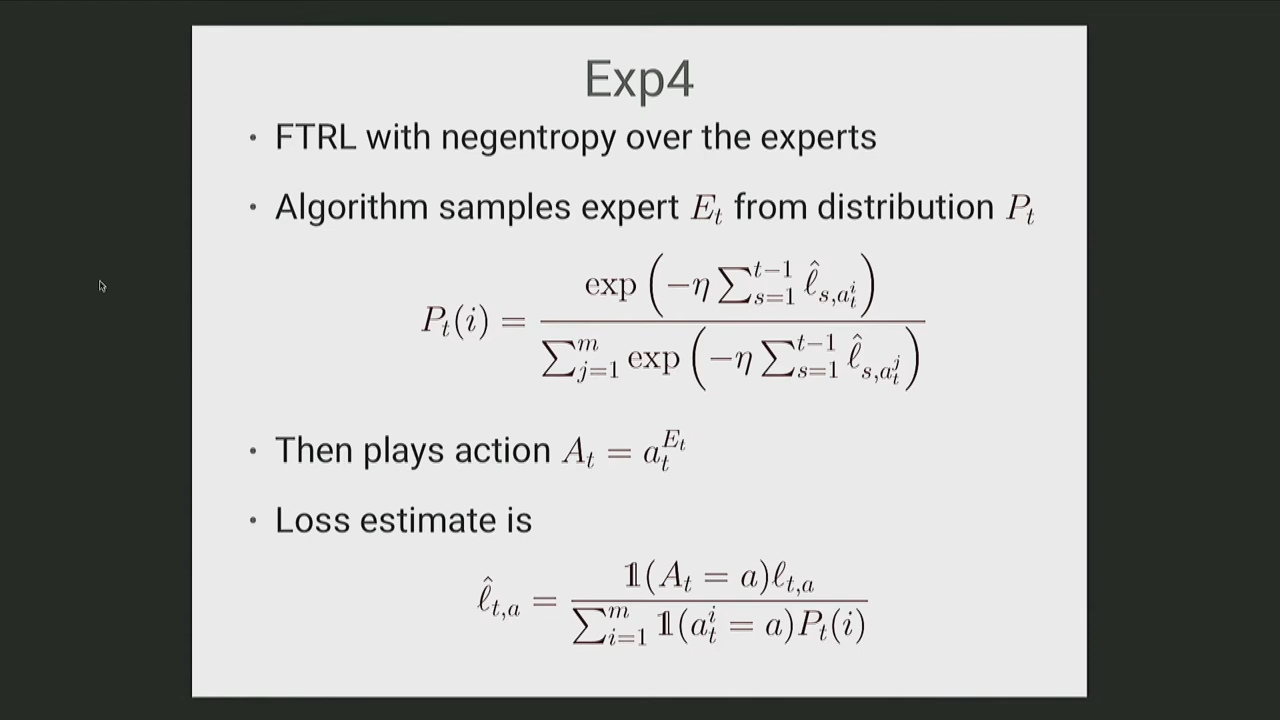 Exp4
• FTRL with negentropy over the experts
• Algorithm samples expert $E_t$ from distribution $P_t$
$P_t(i) = \frac{\exp\left(-\eta \sum_{s=1}^{t-1} \hat{\ell}_{s,a_t^i}\right)}{\sum_{j=1}^{m} \exp\left(-\eta \sum_{s=1}^{t-1} \hat{\ell}_{s,a_t^j}\right)}$
• Then plays action $A_t = a_t^{E_t}$
• Loss estimate is
$\hat{\ell}_{t,a} = \frac{\mathbb{1}(A_t = a)\ell_{t,a}}{\sum_{i=1}^{m} \mathbb{1}(a_t^i = a)P_t(i)}$